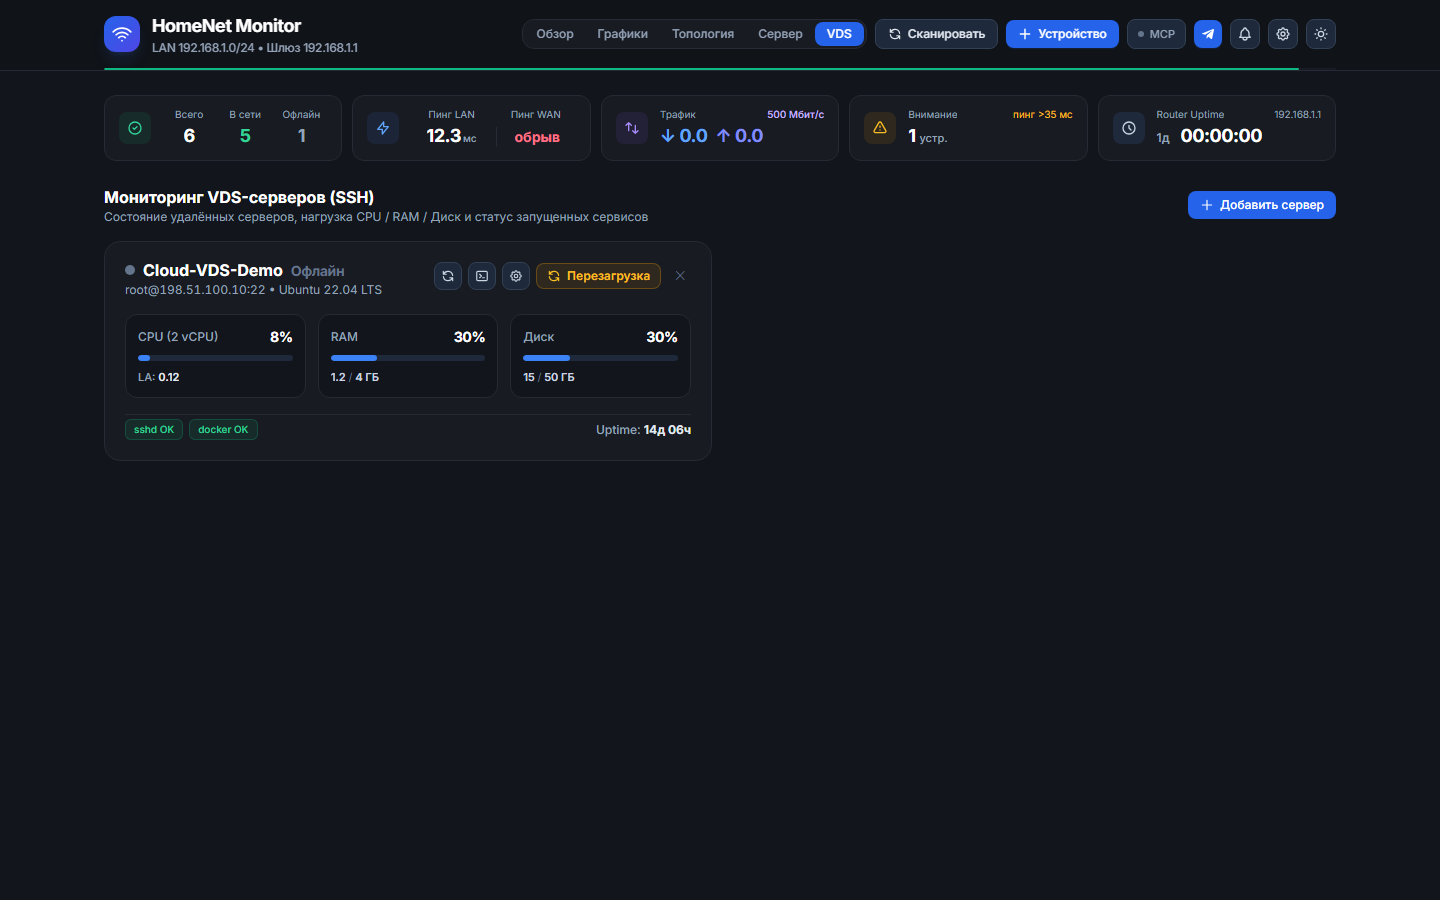 HomeNet Monitor
LAN 192.168.1.0/24 • Шлюз 192.168.1.1
Обзор Графики Топология Сервер VDS
Сканировать
Устройство
MCP
Всего В сети Офлайн
6 5 1
Пинг LAN Пинг WAN
12.3 мс обрыв
Трафик 500 Мбит/с
↓ 0.0 ↑ 0.0
Внимание пинг >35 мс
1 устр.
Router Uptime 192.168.1.1
1д 00:00:00
Мониторинг VDS-серверов (SSH)
Состояние удалённых серверов, нагрузка CPU / RAM / Диск и статус запущенных сервисов
Добавить сервер
Cloud-VDS-Demo Офлайн
root@198.51.100.10:22 • Ubuntu 22.04 LTS
Перезагрузка
CPU (2 vCPU) 8%
LA: 0.12
RAM 30%
1.2 / 4 ГБ
Диск 30%
15 / 50 ГБ
sshd OK docker OK
Uptime: 14д 06ч